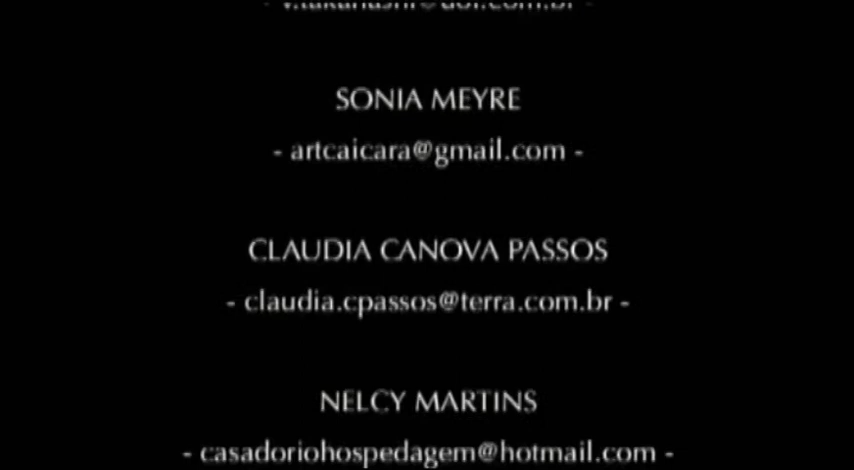 SONIA MEYRE
- artcaicara@gmail.com -
CLAUDIA CANOVA PASSOS
- claudia.cpassos@terra.com.br -
NELCY MARTINS
- casadoriohospedagem@hotmail.com -